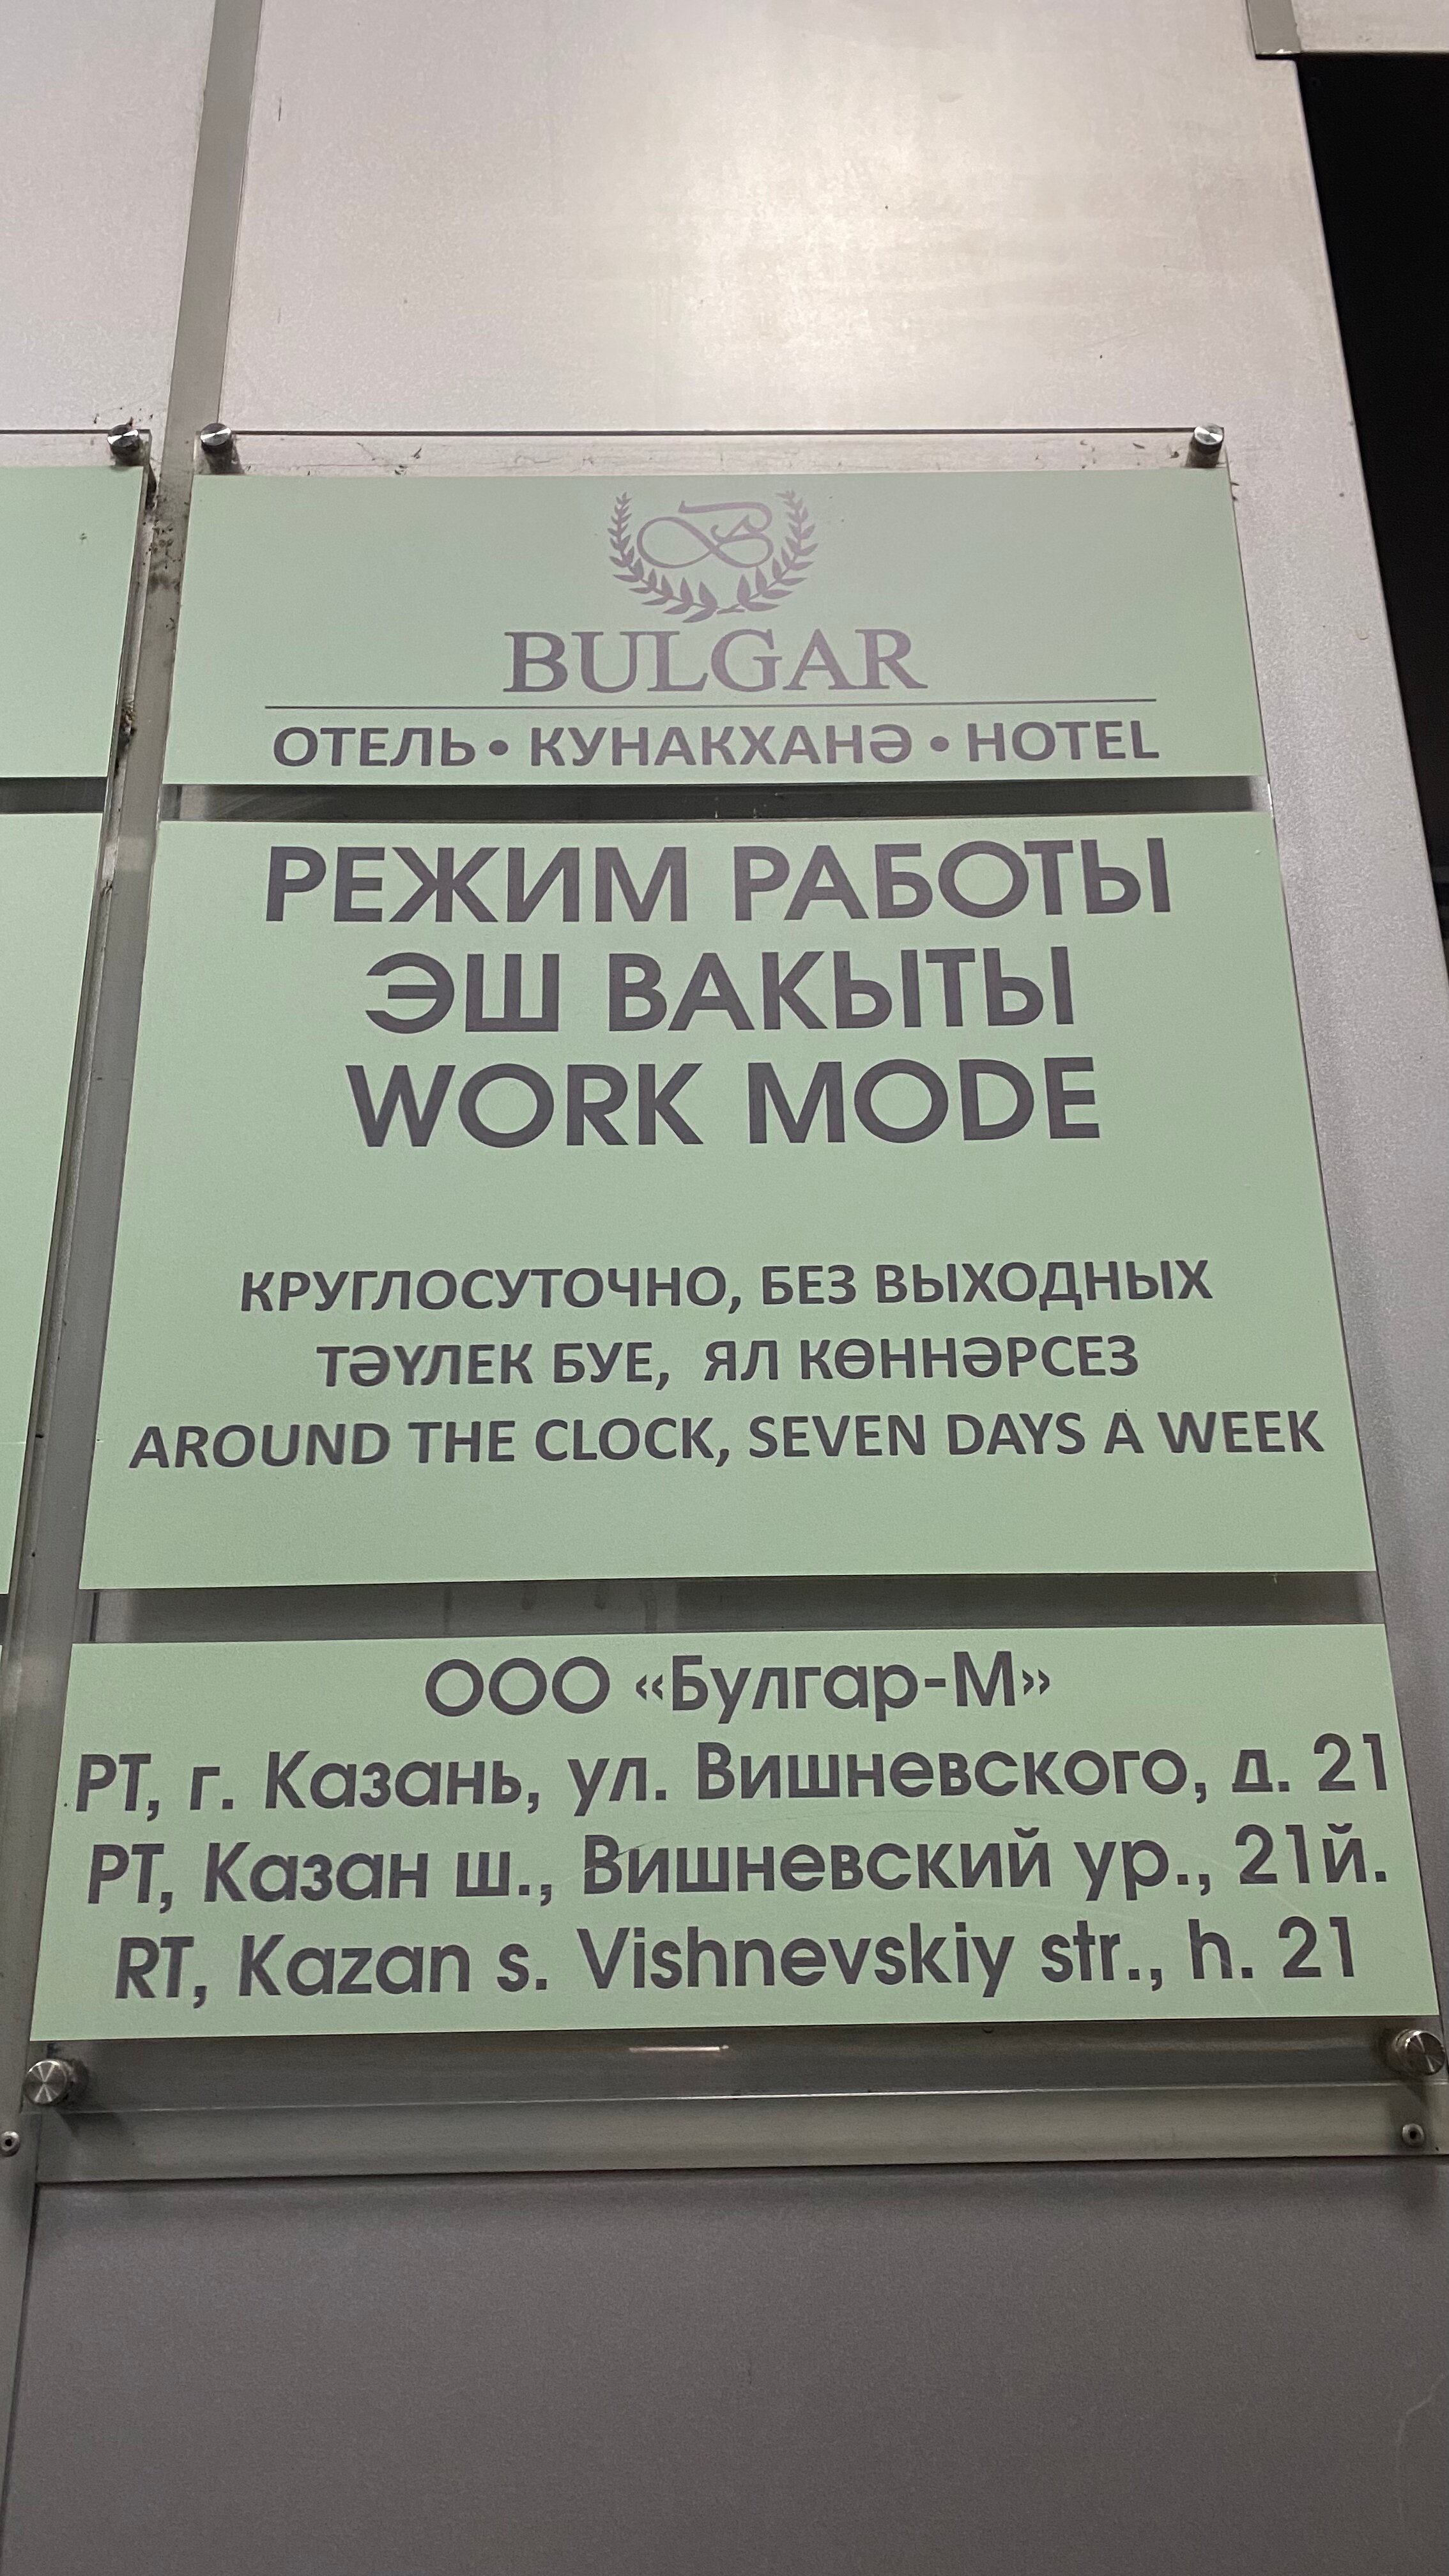 BULGAR
ОТЕЛЬ • КУНАКХАНӘ • HOTEL
РЕЖИМ РАБОТЫ
ЭШ ВАКЫТЫ
WORK MODE
КРУГЛОСУТОЧНО, БЕЗ ВЫХОДНЫХ
ТӘҮЛЕК БУЕ, ЯЛ КӨННӘРСЕЗ
AROUND THE CLOCK, SEVEN DAYS A WEEK
ООО «Булгар-М»
РТ, г. Казань, ул. Вишневского, д. 21
РТ, Казан ш., Вишневский ур., 21й.
RT, Kazan s. Vishnevskiy str., h. 21